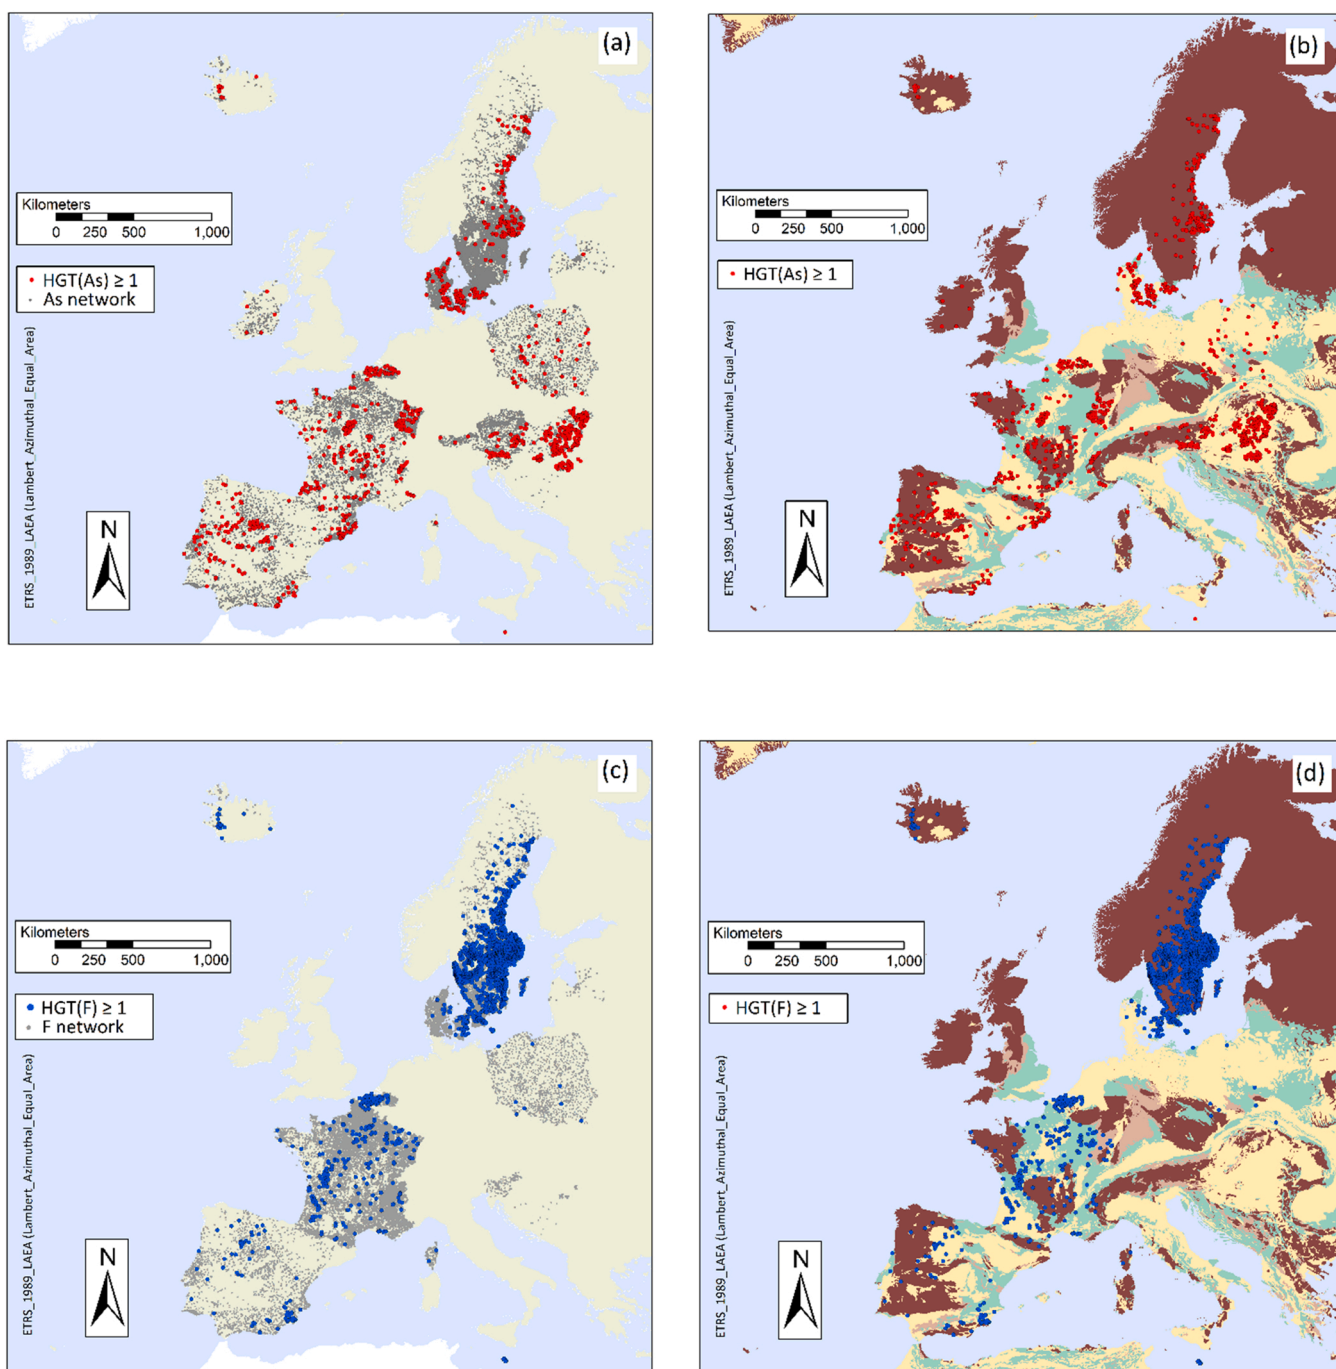 (a)
Kilometers
0 250 500 1,000
HGT(As) ≥ 1
As network
ETRS_1989_LAEA (Lambert_Azimuthal_Equal_Area)
N
(b)
Kilometers
0 250 500 1,000
HGT(As) ≥ 1
ETRS_1989_LAEA (Lambert_Azimuthal_Equal_Area)
N
(c)
Kilometers
0 250 500 1,000
HGT(F) ≥ 1
F network
ETRS_1989_LAEA (Lambert_Azimuthal_Equal_Area)
N
(d)
Kilometers
0 250 500 1,000
HGT(F) ≥ 1
ETRS_1989_LAEA (Lambert_Azimuthal_Equal_Area)
N